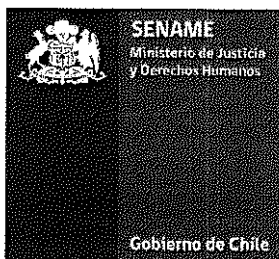 SENAME
Ministerio de Justicia
y Derechos Humanos
Gobierno de Chile